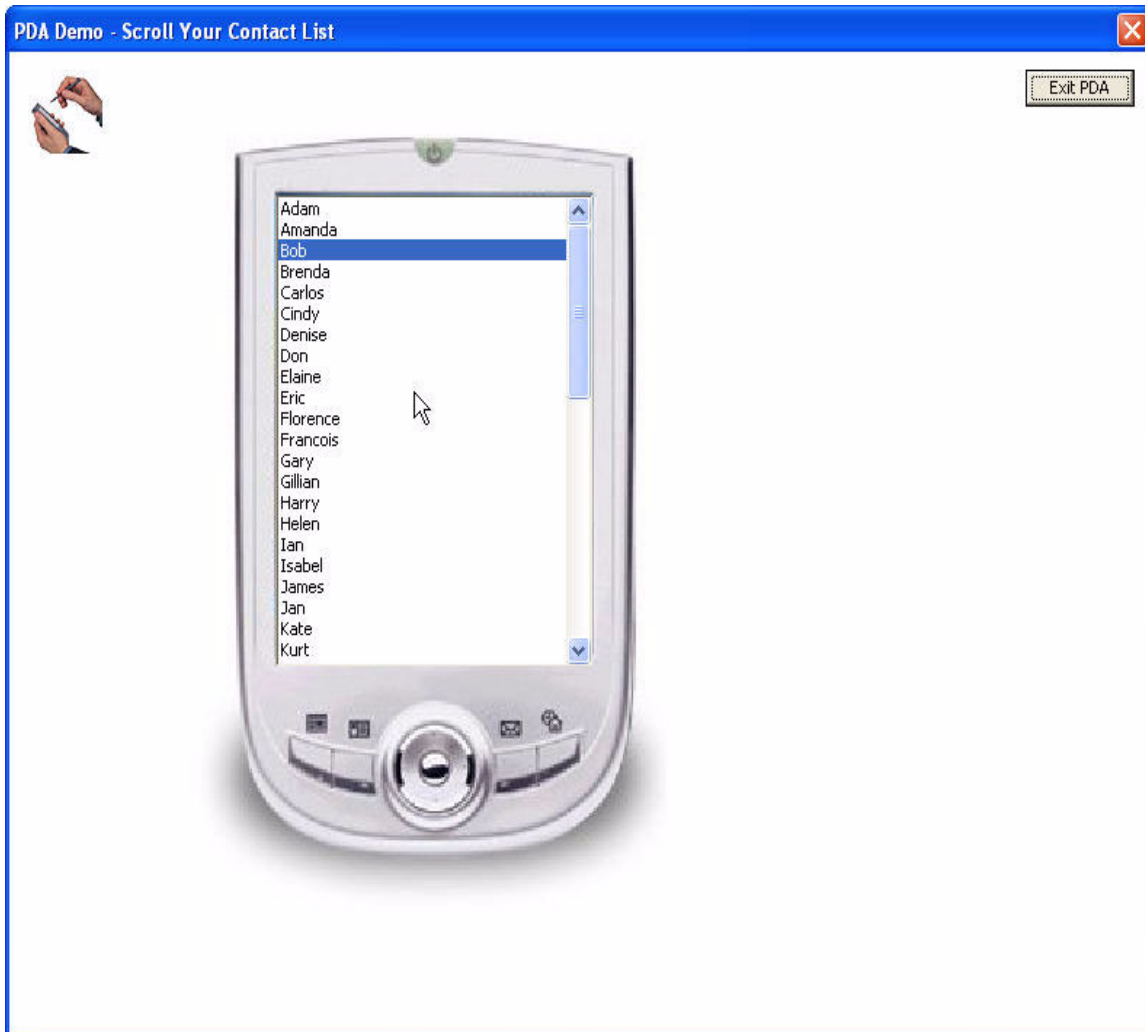 PDA Demo - Scroll Your Contact List
Exit PDA
Adam
Amanda
Bob
Brenda
Carlos
Cindy
Denise
Don
Elaine
Eric
Florence
Francois
Gary
Gillian
Harry
Helen
Ian
Isabel
James
Jan
Kate
Kurt